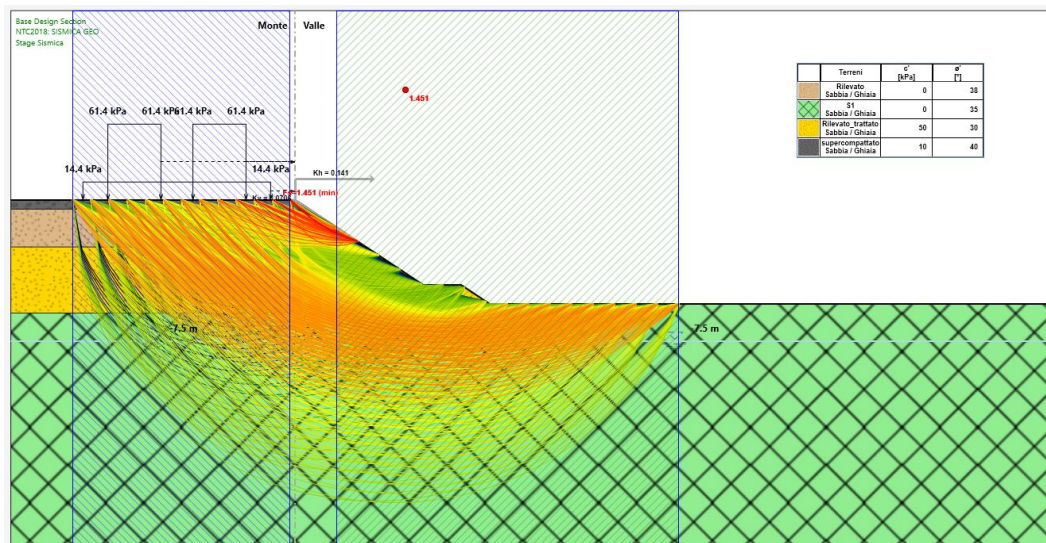 Base Design Section
NTC2018: SISMICA GEO
Stage Sismica
Monte
Valle
1.451
61.4 kPa
61.4 kPa
61.4 kPa
61.4 kPa
14.4 kPa
14.4 kPa
Kh = 0.141
(min)
-7.5 m
-7.5 m
Terreni c' [kPa] ø' [°]
Rilevato
Sabbia / Ghiaia 0 38
S1
Sabbia / Ghiaia 0 35
Rilevato_trattato
Sabbia / Ghiaia 50 30
supercompattato
Sabbia / Ghiaia 10 40